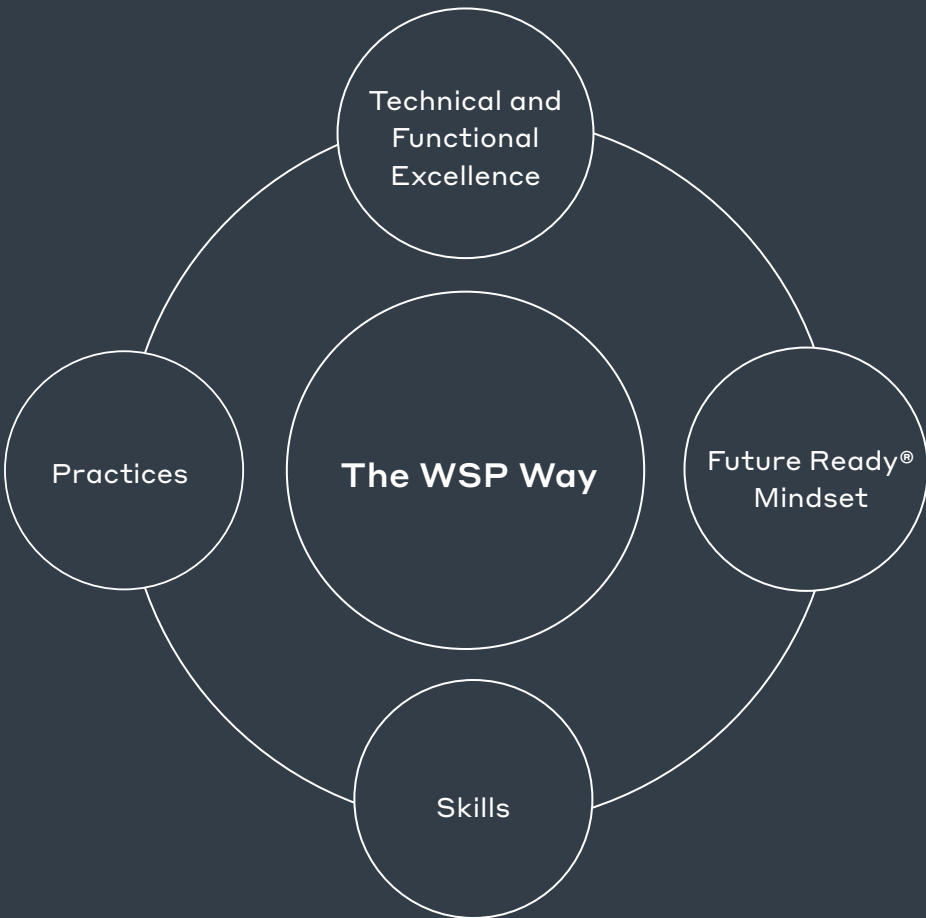 Technical and
Functional
Excellence
Practices
The WSP Way
Future Ready®
Mindset
Skills